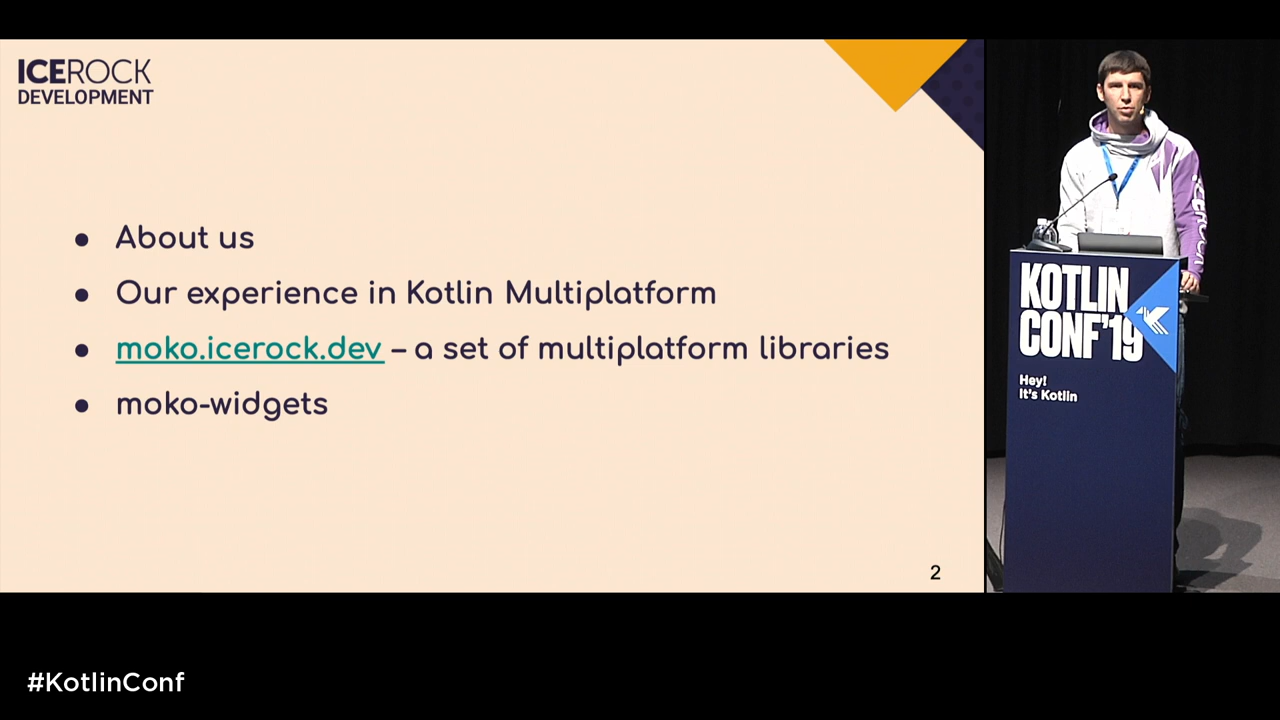 ICEROCK
DEVELOPMENT
● About us
● Our experience in Kotlin Multiplatform
● moko.icerock.dev – a set of multiplatform libraries
● moko-widgets
2
ICEROCK
KOTLIN
CONF'19
Hey!
It's Kotlin
#KotlinConf